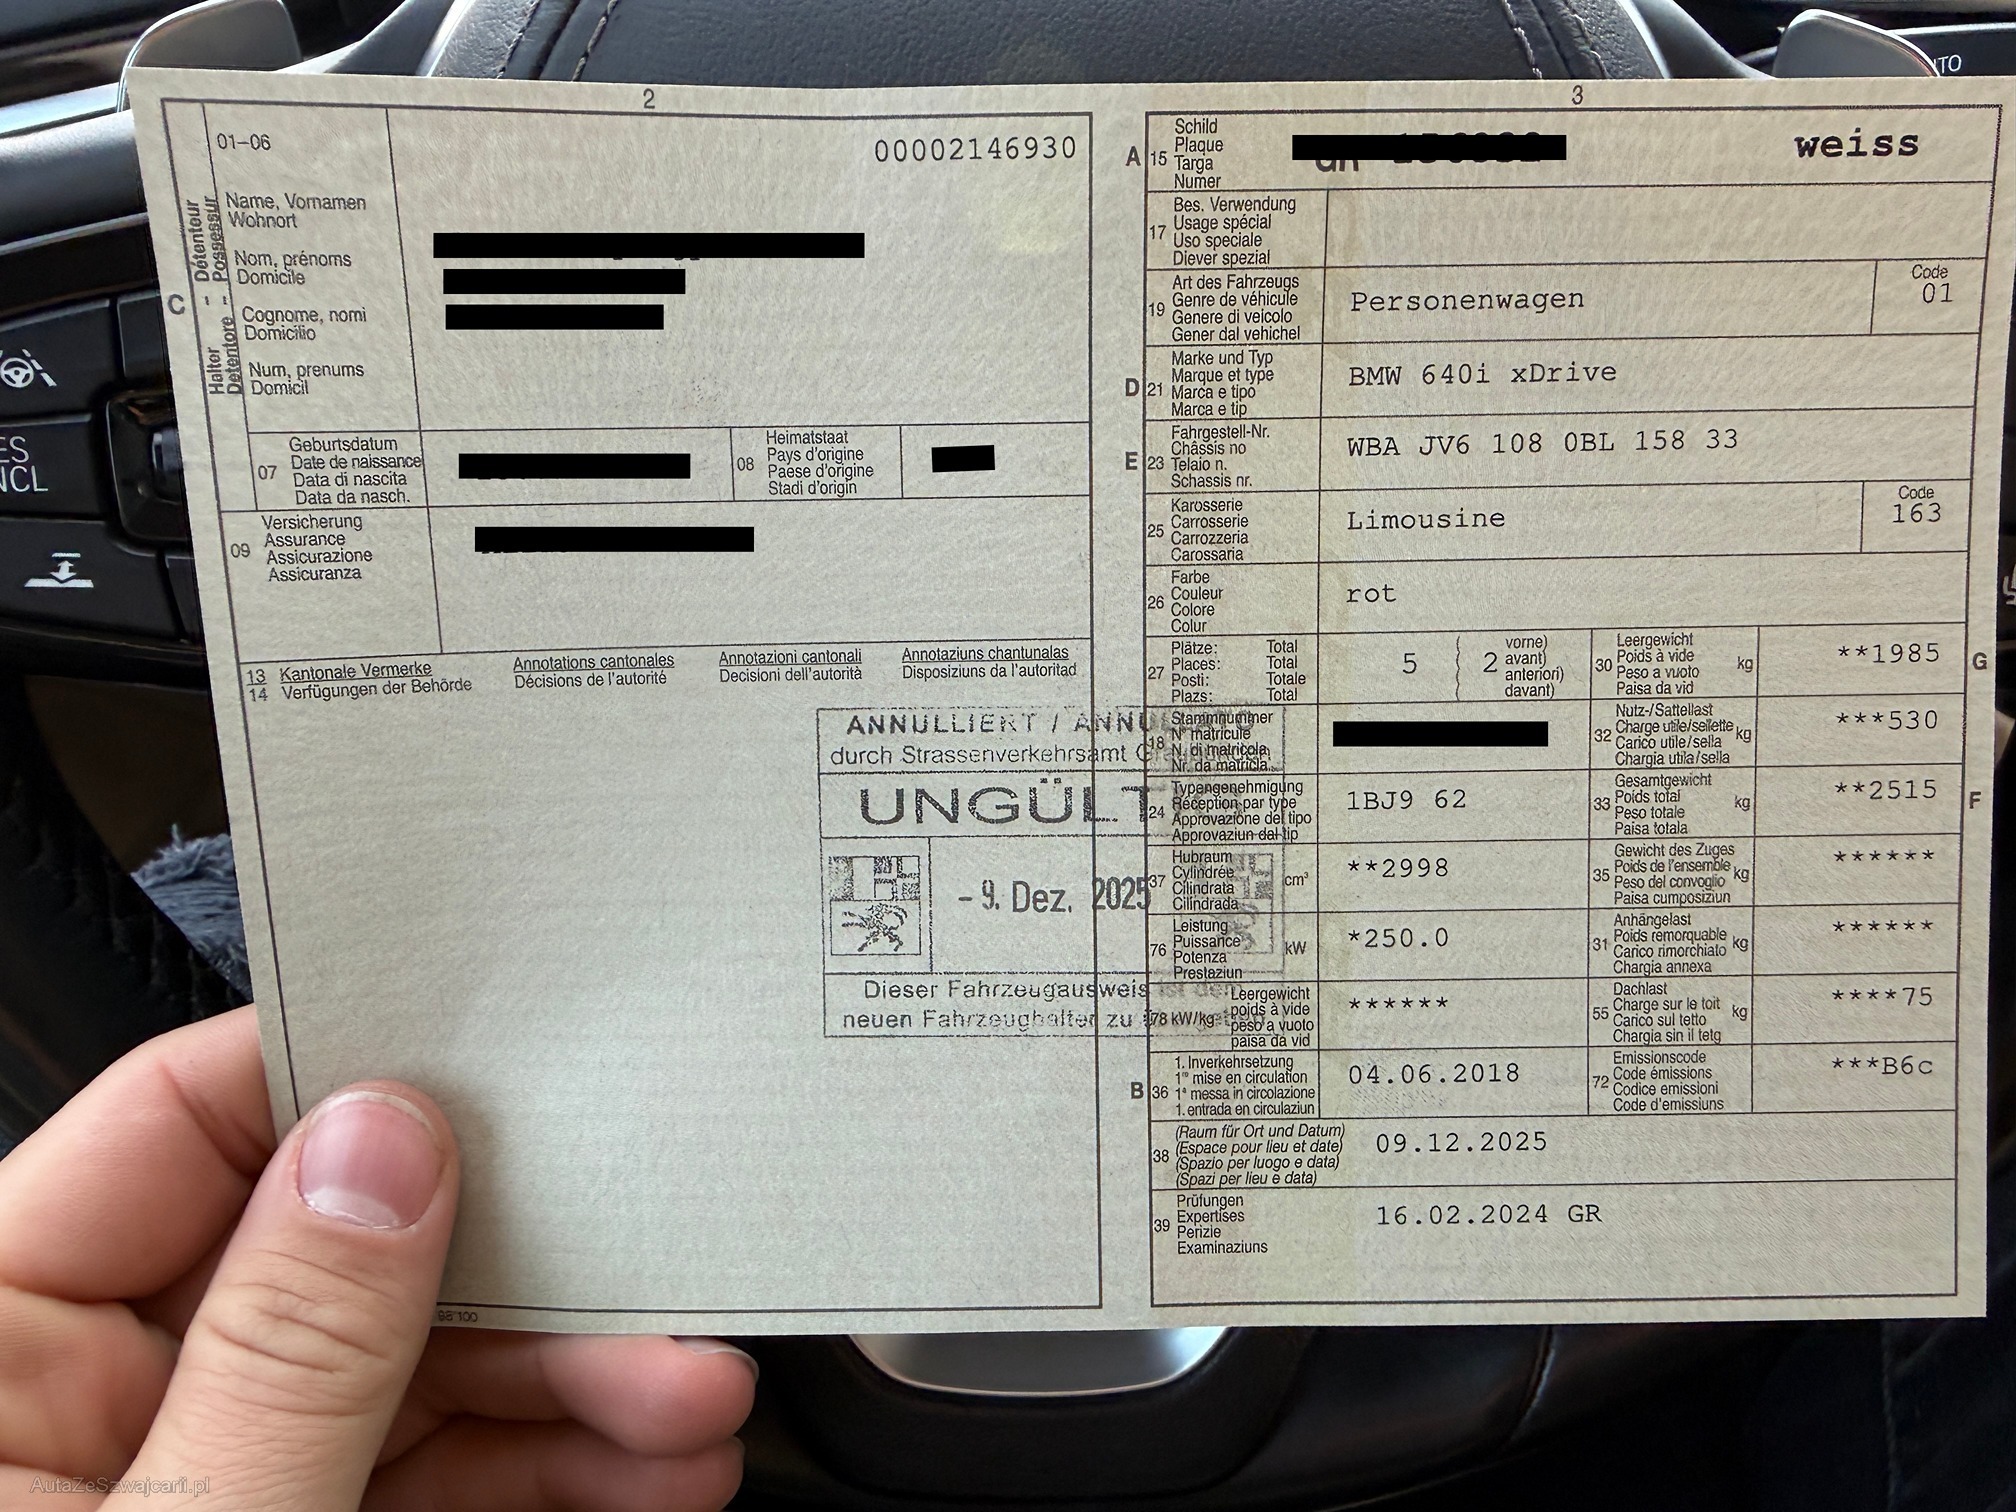 2
01-06
00002146930
Halter - Détenteur
Detentore - Possessur
C
Name, Vornamen
Wohnort
Nom, prénoms
Domicile
Cognome, nomi
Domicilio
Num, prenums
Domicil
07
Geburtsdatum
Date de naissance
Data di nascita
Data da nasch.
08
Heimatstaat
Pays d'origine
Paese d'origine
Stadi d'origin
09
Versicherung
Assurance
Assicurazione
Assicuranza
13 Kantonale Vermerke
14 Verfügungen der Behörde
Annotations cantonales
Décisions de l'autorité
Annotazioni cantonali
Decisioni dell'autorità
Annotaziuns chantunalas
Disposiziuns da l'autoritad
ANNULLIERT /
durch Strassenverkehrsamt
- 9. Dez. 2025
Dieser Fahrzeugausweis ist dem
neuen Fahrzeughalter zu
98 100
3
A 15
Schild
Plaque
Targa
Numer
weiss
17
Bes. Verwendung
Usage spécial
Uso speciale
Diever spezial
19
Art des Fahrzeugs
Genre de véhicule
Genere di veicolo
Gener dal vehichel
Personenwagen
Code
01
D 21
Marke und Typ
Marque et type
Marca e tipo
Marca e tip
BMW 640i xDrive
E 23
Fahrgestell-Nr.
Châssis no
Telaio n.
Schassis nr.
WBA JV6 108 0BL 158 33
25
Karosserie
Carrosserie
Carrozzeria
Carossaria
Limousine
Code
163
26
Farbe
Couleur
Colore
Colur
rot
27
Plätze: Total
Places: Total
Posti: Totale
Plazs: Total
5
2
vorne)
avant)
anteriori)
davant)
30
Leergewicht
Poids à vide
Peso a vuoto
Paisa da vid
kg
**1985
G
18
Stammnummer
N° matricule
N. di matricola
Nr. da matricla
32
Nutz-/Sattellast
Charge utile/sellette
Carico utile/sella
Chargia utila/sella
kg
***530
24
Typengenehmigung
Réception par type
Approvazione del tipo
Approvaziun dal tip
1BJ9 62
33
Gesamtgewicht
Poids total
Peso totale
Paisa totala
kg
**2515
F
37
Hubraum
Cylindrée
Cilindrata
Cilindrada
cm³
**2998
35
Gewicht des Zuges
Poids de l'ensemble
Peso del convoglio
Paisa cumposiziun
kg
******
76
Leistung
Puissance
Potenza
Prestaziun
kW
*250.0
31
Anhängelast
Poids remorquable
Carico rimorchiato
Chargia annexa
kg
******
78 kW/kg
Leergewicht
poids à vide
peso a vuoto
paisa da vid
******
55
Dachlast
Charge sur le toit
Carico sul tetto
Chargia sin il tetg
kg
****75
B 36
1. Inverkehrsetzung
1re mise en circulation
1a messa in circolazione
1. entrada en circulaziun
04.06.2018
72
Emissionscode
Code émissions
Codice emissioni
Code d'emissiuns
***B6c
38
(Raum für Ort und Datum)
(Espace pour lieu et date)
(Spazio per luogo e data)
(Spazi per lieu e data)
09.12.2025
39
Prüfungen
Expertises
Perizie
Examinaziuns
16.02.2024 GR
AutaZeSzwajcarii.pl